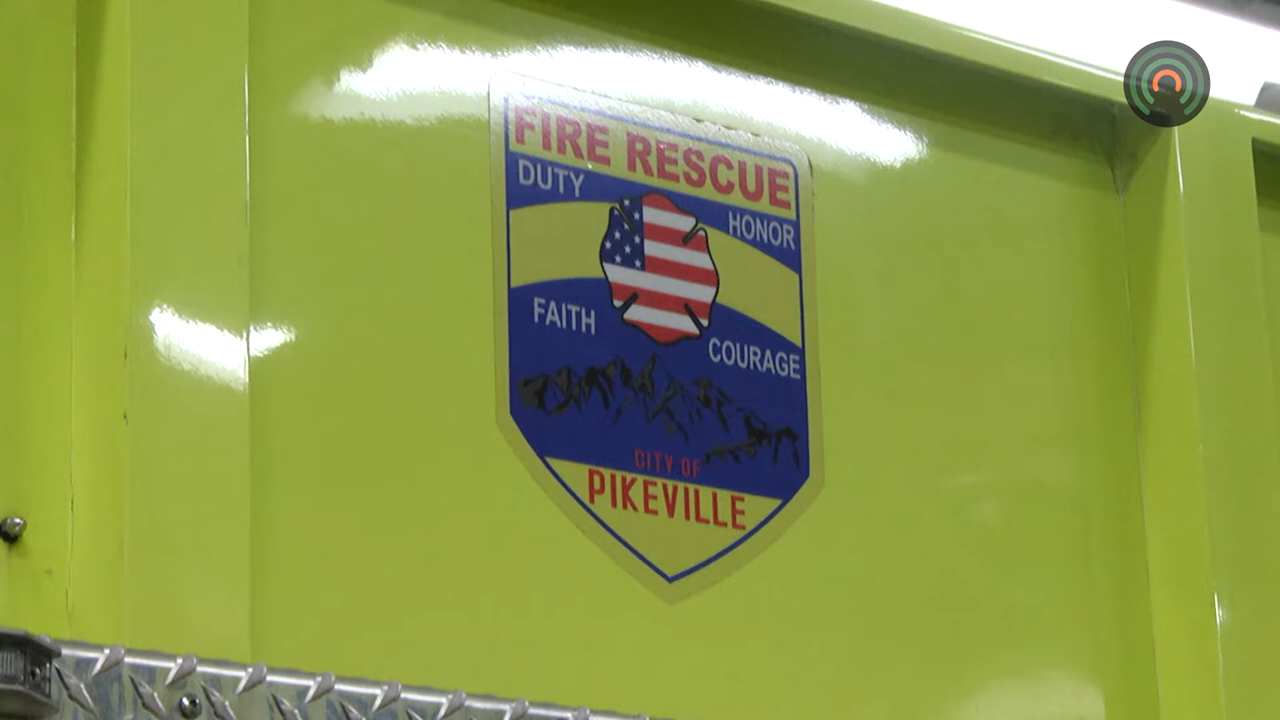 FIRE RESCUE
DUTY
HONOR
FAITH
COURAGE
CITY OF
PIKEVILLE